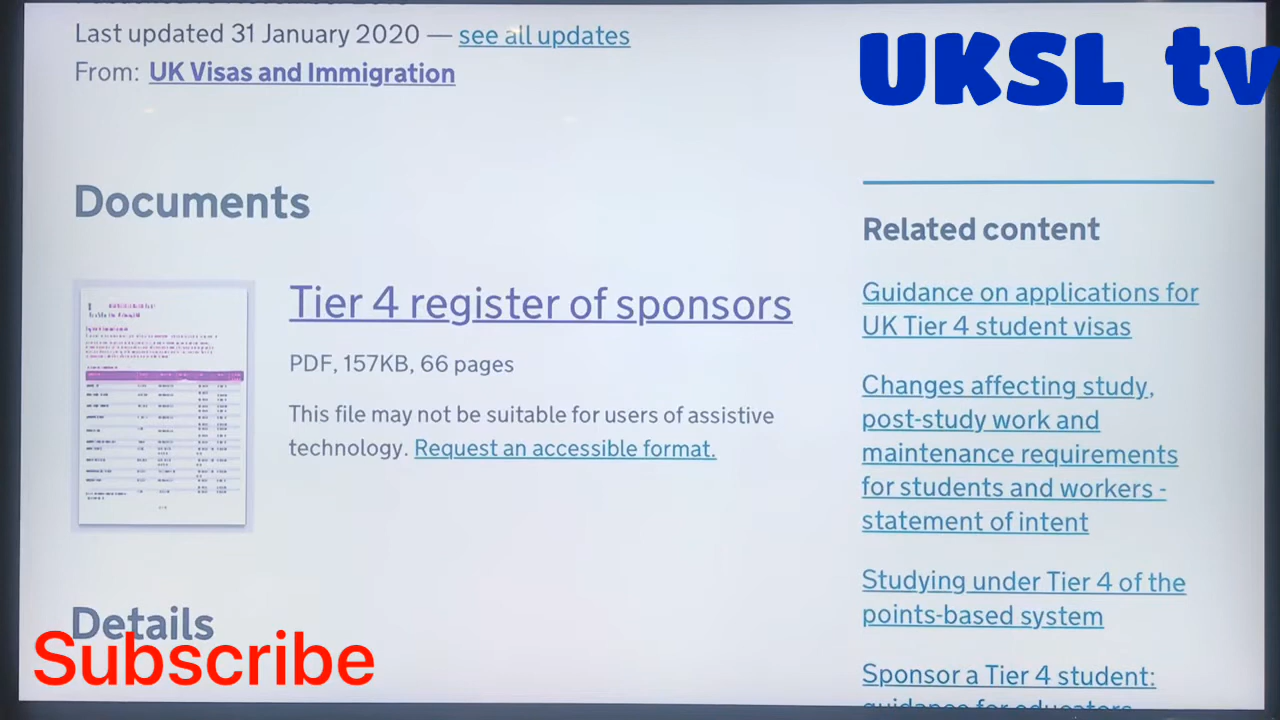 Last updated 31 January 2020 — see all updates
From: UK Visas and Immigration
UKSL tv
Documents
Tier 4 register of sponsors
PDF, 157KB, 66 pages
This file may not be suitable for users of assistive
technology. Request an accessible format.
Details
Subscribe
Related content
Guidance on applications for
UK Tier 4 student visas
Changes affecting study,
post-study work and
maintenance requirements
for students and workers -
statement of intent
Studying under Tier 4 of the
points-based system
Sponsor a Tier 4 student:
guidance for educators